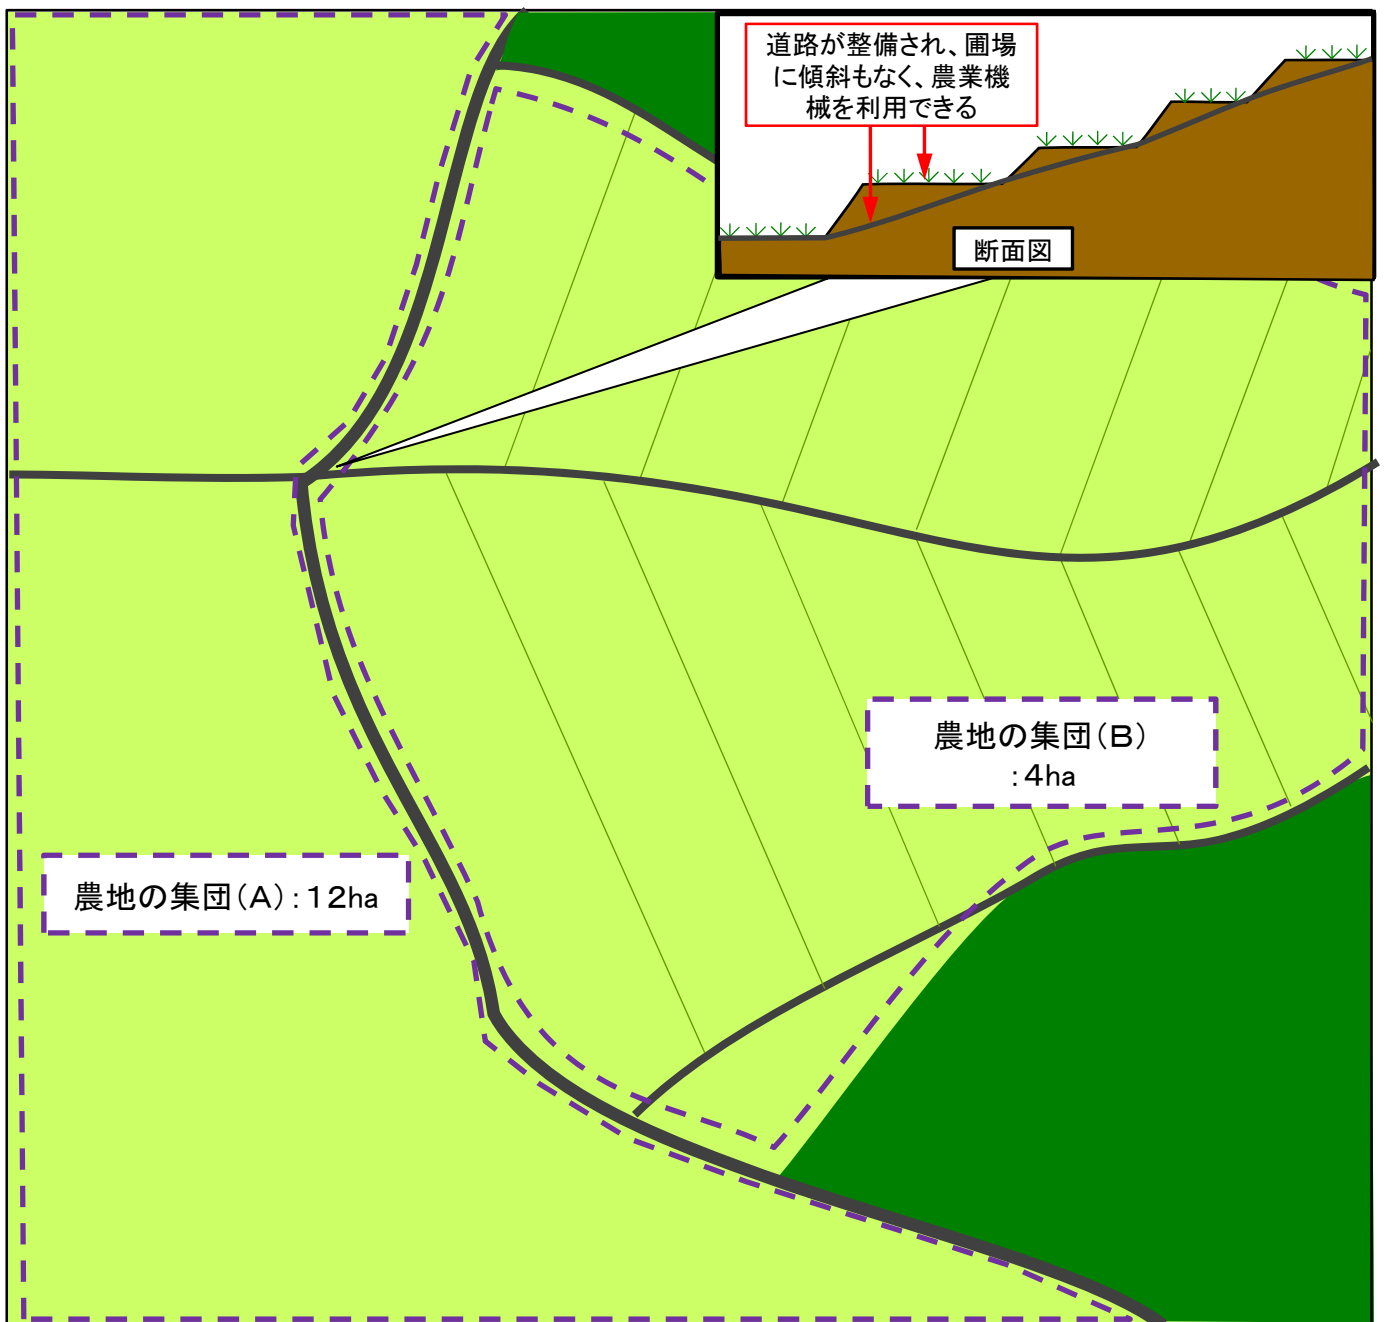 道路が整備され、圃場
に傾斜もなく、農業機
械を利用できる
断面図
農地の集団(B)
:4ha
農地の集団(A):12ha